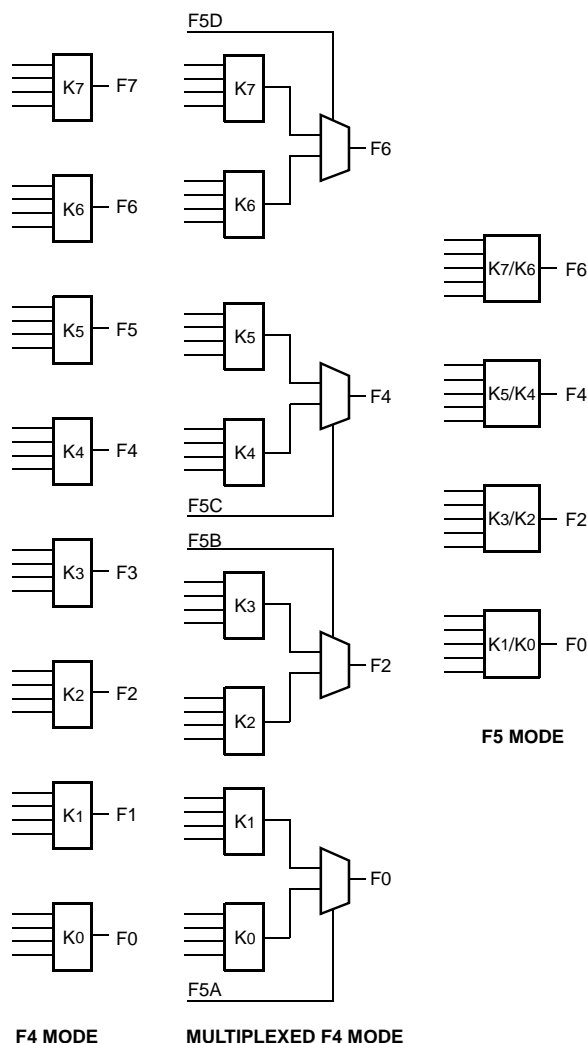 F5D
K7
F7
K7
F6
K6
F6
K6
K7/K6
F6
K5
F5
K5
F4
K5/K4
F4
K4
F4
K4
F5C
K3/K2
F2
F5B
K3
F3
K3
F2
K1/K0
F0
K2
F2
K2
F5 MODE
K1
F1
K1
F0
K0
F0
K0
F5A
F4 MODE
MULTIPLEXED F4 MODE